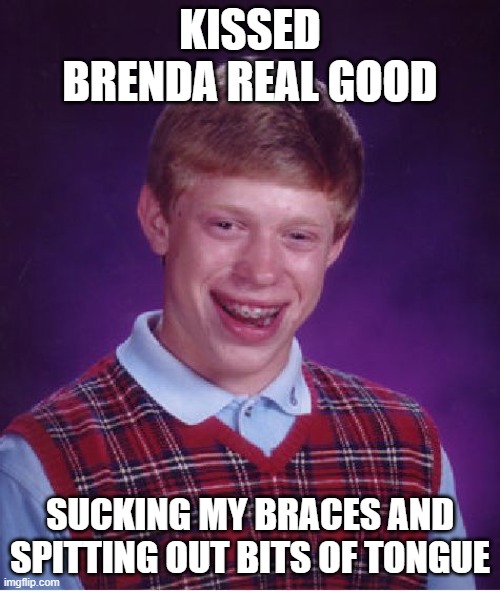 KISSED
BRENDA REAL GOOD
SUCKING MY BRACES AND
SPITTING OUT BITS OF TONGUE
imgflip.com